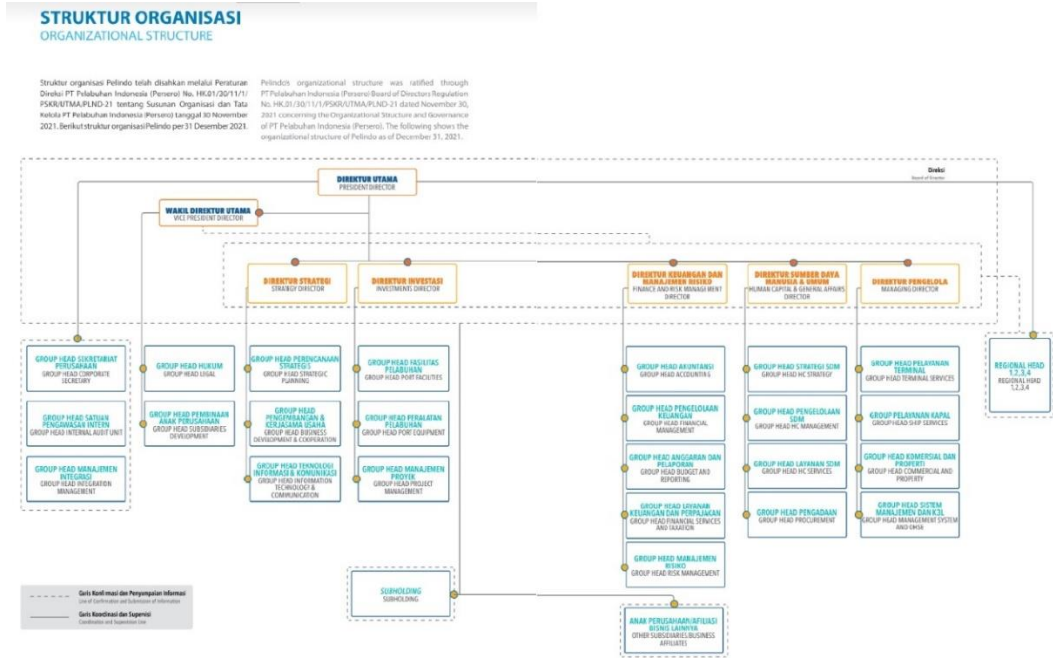 STRUKTUR ORGANISASI
ORGANIZATIONAL STRUCTURE
Struktur organisasi Pelindo telah disahkan melalui Peraturan
Direksi PT Pelabuhan Indonesia (Persero) No. HK.01/30/11/1/
PSKR/UTMA/PLND-21 tentang Susunan Organisasi dan Tata
Kelola PT Pelabuhan Indonesia (Persero) tanggal 30 November
2021. Berikut struktur organisasi Pelindo per 31 Desember 2021.
Pelindo's organizational structure was ratified through
PT Pelabuhan Indonesia (Persero) Board of Directors Regulation
No. HK.01/30/11/1/PSKR/UTMA/PLND-21 dated November 30,
2021 concerning the Organizational Structure and Governance
of PT Pelabuhan Indonesia (Persero). The following shows the
organizational structure of Pelindo as of December 31, 2021.
Direksi
Board of Director
DIREKTUR UTAMA
PRESIDENT DIRECTOR
WAKIL DIREKTUR UTAMA
VICE PRESIDENT DIRECTOR
DIREKTUR STRATEGI
STRATEGY DIRECTOR
DIREKTUR INVESTASI
INVESTMENTS DIRECTOR
DIREKTUR KEUANGAN DAN
MANAJEMEN RISIKO
FINANCE AND RISK MANAGEMENT
DIRECTOR
DIREKTUR SUMBER DAYA
MANUSIA & UMUM
HUMAN CAPITAL & GENERAL AFFAIRS
DIRECTOR
DIREKTUR PENGELOLA
MANAGING DIRECTOR
GROUP HEAD SEKRETARIAT
PERUSAHAAN
GROUP HEAD CORPORATE
SECRETARY
GROUP HEAD SATUAN
PENGAWASAN INTERN
GROUP HEAD INTERNAL AUDIT UNIT
GROUP HEAD MANAJEMEN
INTEGRASI
GROUP HEAD INTEGRATION
MANAGEMENT
GROUP HEAD HUKUM
GROUP HEAD LEGAL
GROUP HEAD PEMBINAAN
ANAK PERUSAHAAN
GROUP HEAD SUBSIDIARIES
DEVELOPMENT
GROUP HEAD PERENCANAAN
STRATEGIS
GROUP HEAD STRATEGIC
PLANNING
GROUP HEAD
PENGEMBANGAN &
KERJASAMA USAHA
GROUP HEAD BUSINESS
DEVELOPMENT & COOPERATION
GROUP HEAD TEKNOLOGI
INFORMASI & KOMUNIKASI
GROUP HEAD INFORMATION
TECHNOLOGY &
COMMUNICATION
GROUP HEAD FASILITAS
PELABUHAN
GROUP HEAD PORT FACILITIES
GROUP HEAD PERALATAN
PELABUHAN
GROUP HEAD PORT EQUIPMENT
GROUP HEAD MANAJEMEN
PROYEK
GROUP HEAD PROJECT
MANAGEMENT
GROUP HEAD AKUNTANSI
GROUP HEAD ACCOUNTING
GROUP HEAD PENGELOLAAN
KEUANGAN
GROUP HEAD FINANCIAL
MANAGEMENT
GROUP HEAD ANGGARAN DAN
PELAPORAN
GROUP HEAD BUDGET AND
REPORTING
GROUP HEAD LAYANAN
KEUANGAN DAN PERPAJAKAN
GROUP HEAD FINANCIAL SERVICES
AND TAXATION
GROUP HEAD MANAJEMEN
RISIKO
GROUP HEAD RISK MANAGEMENT
GROUP HEAD STRATEGI SDM
GROUP HEAD HC STRATEGY
GROUP HEAD PENGELOLAAN
SDM
GROUP HEAD HC MANAGEMENT
GROUP HEAD LAYANAN SDM
GROUP HEAD HC SERVICES
GROUP HEAD PENGADAAN
GROUP HEAD PROCUREMENT
GROUP HEAD PELAYANAN
TERMINAL
GROUP HEAD TERMINAL SERVICES
GROUP PELAYANAN KAPAL
GROUP HEAD SHIP SERVICES
GROUP HEAD KOMERSIAL DAN
PROPERTI
GROUP HEAD COMMERCIAL AND
PROPERTY
GROUP HEAD SISTEM
MANAJEMEN DAN K3L
GROUP HEAD MANAGEMENT SYSTEM
AND OHSE
REGIONAL HEAD
1,2,3,4
REGIONAL HEAD
1,2,3,4
SUBHOLDING
SUBHOLDING
ANAK PERUSAHAAN/AFILIASI
BISNIS LAINNYA
OTHER SUBSIDIARIES/BUSINESS
AFFILIATES
Garis Konfirmasi dan Penyampaian Informasi
Line of Confirmation and Submission of Information
Garis Koordinasi dan Supervisi
Coordination and Supervision Line